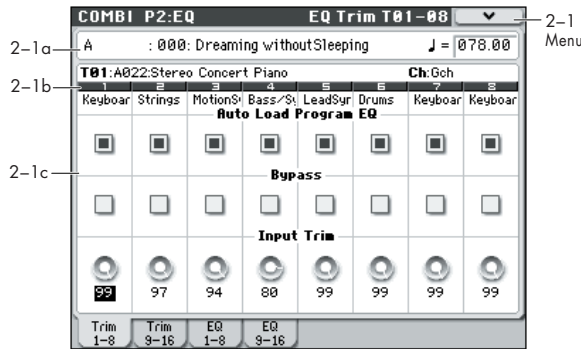 COMBI P2:EQ EQ Trim T01-08
2-1
Menu
2-1a
A :000: Dreaming withoutSleeping ♩= 078.00
T01:A022:Stereo Concert Piano Ch:Gch
2-1b
1 2 3 4 5 6 7 8
Keyboar Strings MotionS Bass/Sy LeadSyr Drums Keyboar Keyboar
Auto Load Program EQ
2-1c
Bypass
Input Trim
99 97 94 80 99 99 99 99
Trim 1-8
Trim 9-16
EQ 1-8
EQ 9-16